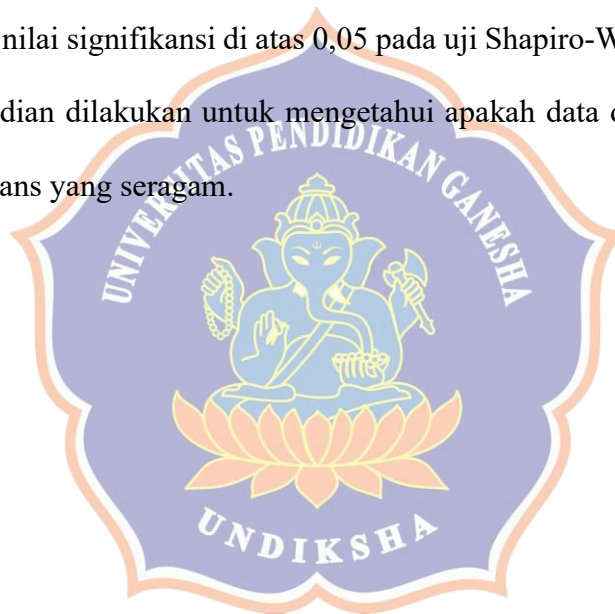 nilai signifikansi di atas 0,05 pada uji Shapiro-W
dian dilakukan untuk mengetahui apakah data
ans yang seragam.
UNIVERSITAS PENDIDIKAN GANESHA
UNDIKSHA